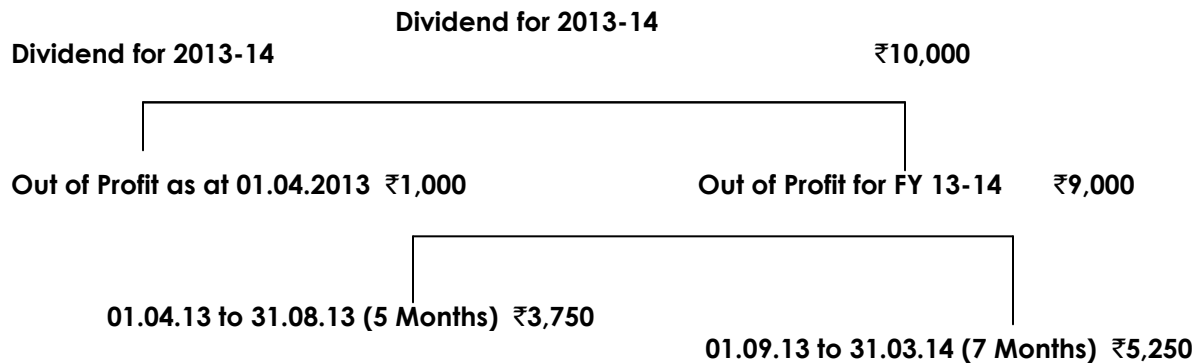 Dividend for 2013-14
Dividend for 2013-14 ₹10,000
Out of Profit as at 01.04.2013 ₹1,000 Out of Profit for FY 13-14 ₹9,000
01.04.13 to 31.08.13 (5 Months) ₹3,750
01.09.13 to 31.03.14 (7 Months) ₹5,250